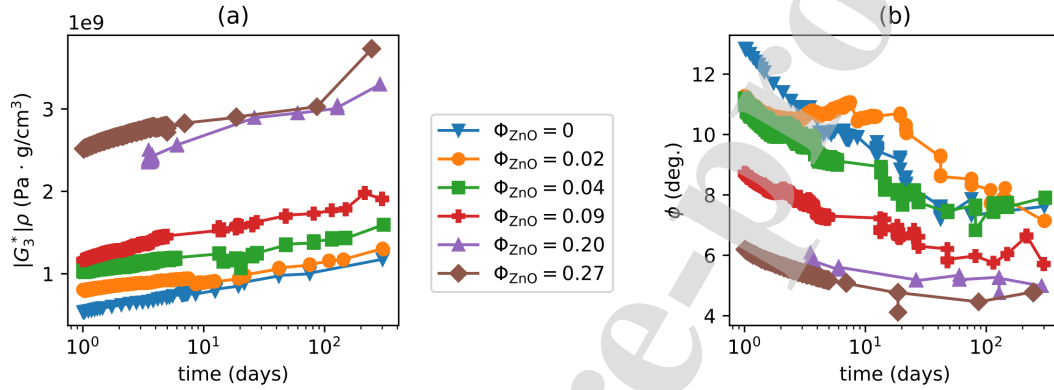 (a)
1e9
|G₃*|ρ (Pa · g/cm³)
3
2
1
10⁰
10¹
10²
time (days)
Φ_ZnO = 0
Φ_ZnO = 0.02
Φ_ZnO = 0.04
Φ_ZnO = 0.09
Φ_ZnO = 0.20
Φ_ZnO = 0.27
(b)
ϕ (deg.)
12
10
8
6
4
10⁰
10¹
10²
time (days)
e-pro